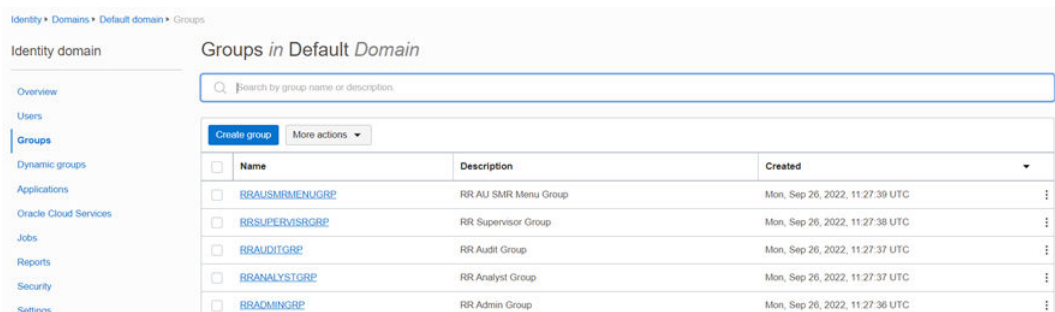 Identity Domains Default domain Groups
Identity domain
Overview
Users
Groups
Dynamic groups
Applications
Oracle Cloud Services
Jobs
Reports
Security
Settings
Groups in Default Domain
Search by group name or description.
Create group More actions
Name Description Created
RRAUSMRMENUGRP RR AU SMR Menu Group Mon, Sep 26, 2022, 11:27:39 UTC
RRSUPERVISRGRP RR Supervisor Group Mon, Sep 26, 2022, 11:27:38 UTC
RRAUDITGRP RR Audit Group Mon, Sep 26, 2022, 11:27:37 UTC
RRANALYSTGRP RR Analyst Group Mon, Sep 26, 2022, 11:27:37 UTC
RRADMINGRP RR Admin Group Mon, Sep 26, 2022, 11:27:36 UTC